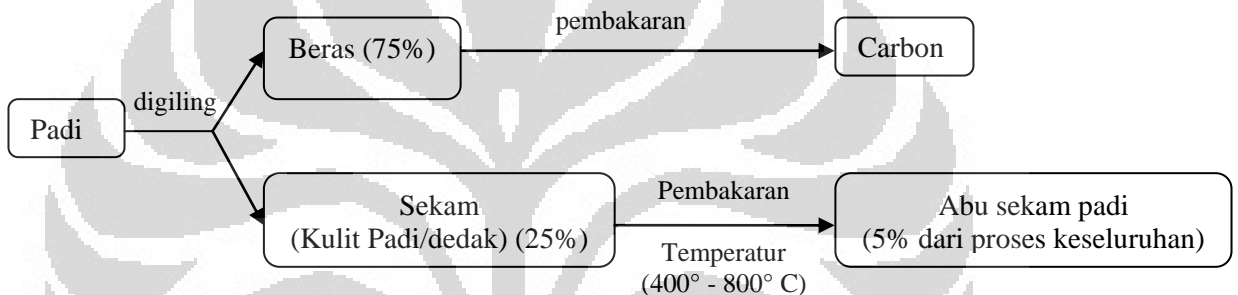 pembakaran
Beras (75%)
Carbon
digiling
Padi
Sekam
(Kulit Padi/dedak) (25%)
Pembakaran
Temperatur
(400° - 800° C)
Abu sekam padi
(5% dari proses keseluruhan)